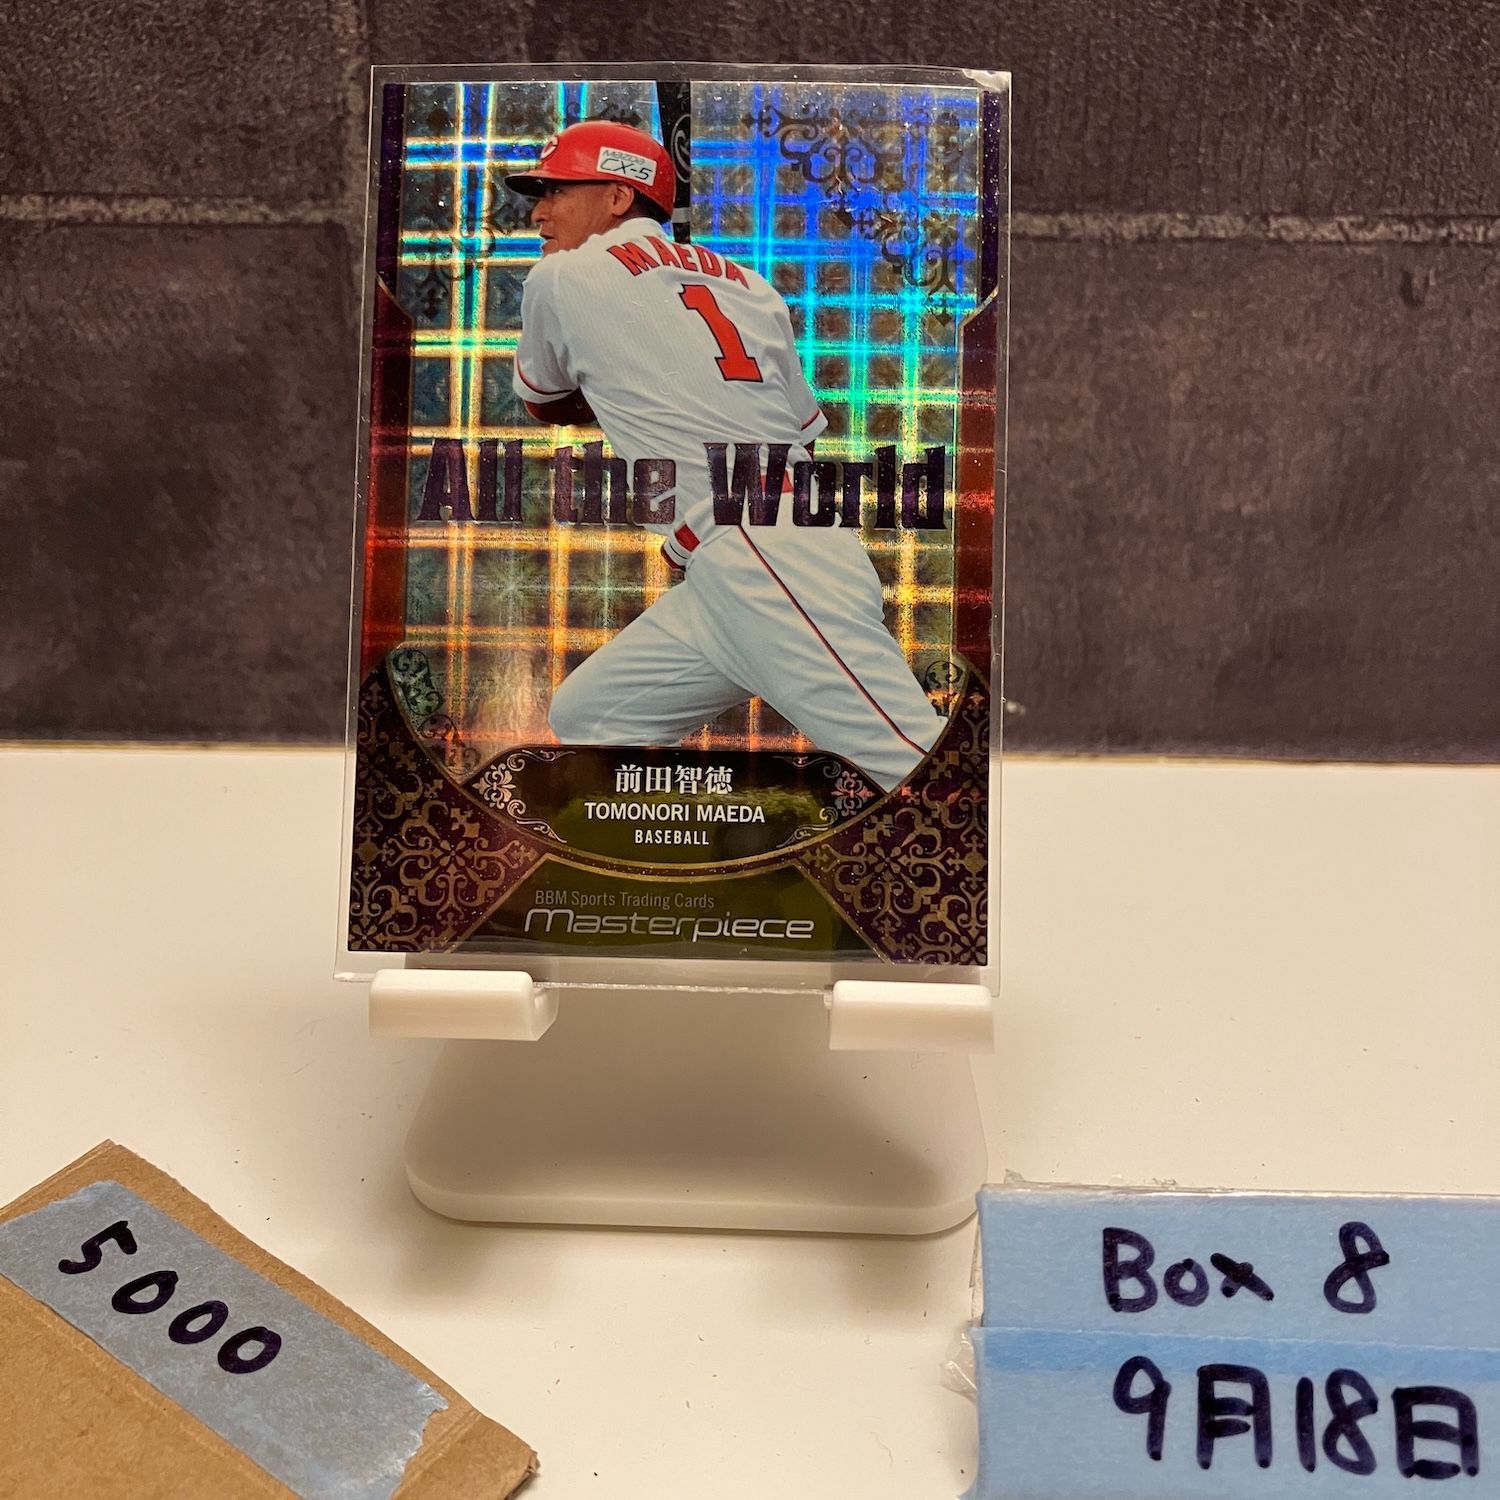 mazda
CX-5
MAEDA
1
All the World
前田智徳
TOMONORI MAEDA
BASEBALL
BBM Sports Trading Cards
Masterpiece
5000
Box 8
9月18日